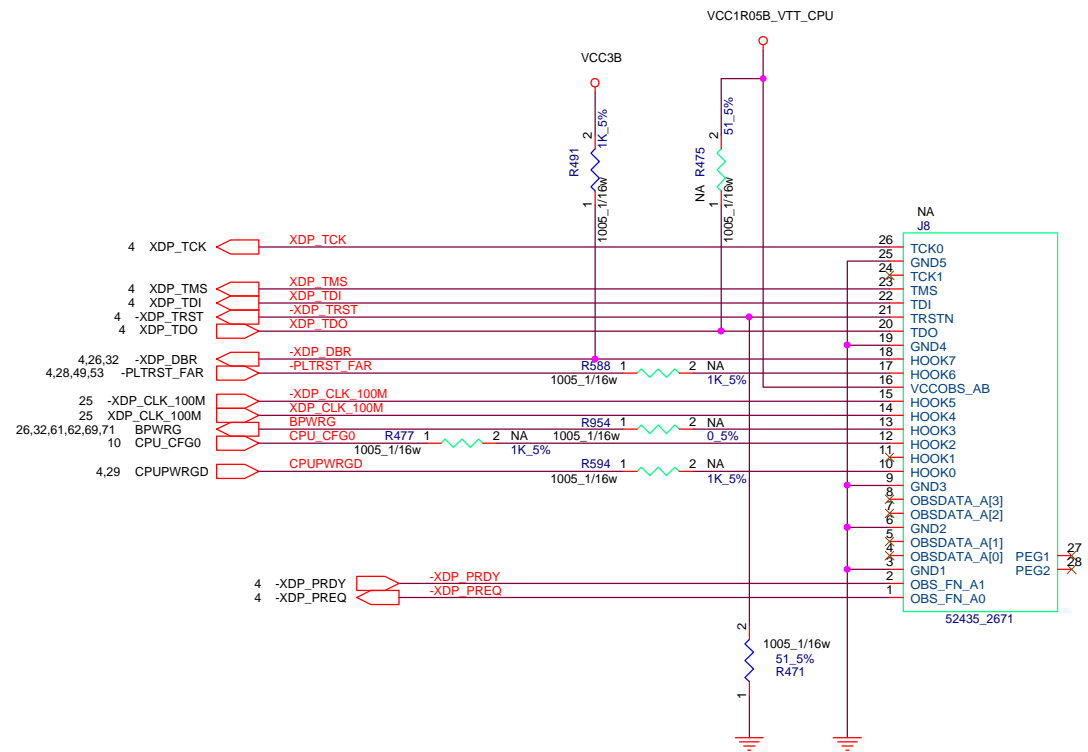 VCC1R05B_VTT_CPU
VCC3B
R491
1K_5%
2
1
1005_1/16w
51_5%
2
R475
NA
1
1005_1/16w
NA
J8
4 XDP_TCK XDP_TCK 26 TCK0
25 GND5
24 TCK1
4 XDP_TMS XDP_TMS 23 TMS
4 XDP_TDI XDP_TDI 22 TDI
4 -XDP_TRST -XDP_TRST 21 TRSTN
4 XDP_TDO XDP_TDO 20 TDO
19 GND4
4,26,32 -XDP_DBR -XDP_DBR 18 HOOK7
4,28,49,53 -PLTRST_FAR -PLTRST_FAR R588 1 2 NA 17 HOOK6
1005_1/16w 1K_5%
16 VCCOBS_AB
25 -XDP_CLK_100M -XDP_CLK_100M 15 HOOK5
25 XDP_CLK_100M XDP_CLK_100M 14 HOOK4
26,32,61,62,69,71 BPWRG BPWRG R954 1 2 NA 13 HOOK3
1005_1/16w 0_5%
10 CPU_CFG0 CPU_CFG0 R477 1 2 NA 12 HOOK2
1005_1/16w 1K_5%
11 HOOK1
4,29 CPUPWRGD CPUPWRGD R594 1 2 NA 10 HOOK0
1005_1/16w 1K_5%
9 GND3
8 OBSDATA_A[3]
7 OBSDATA_A[2]
6 GND2
5 OBSDATA_A[1]
4 OBSDATA_A[0] PEG1 27
3 GND1 PEG2 28
4 -XDP_PRDY -XDP_PRDY 2 OBS_FN_A1
4 -XDP_PREQ -XDP_PREQ 1 OBS_FN_A0
52435_2671
2
1005_1/16w
51_5%
R471
1